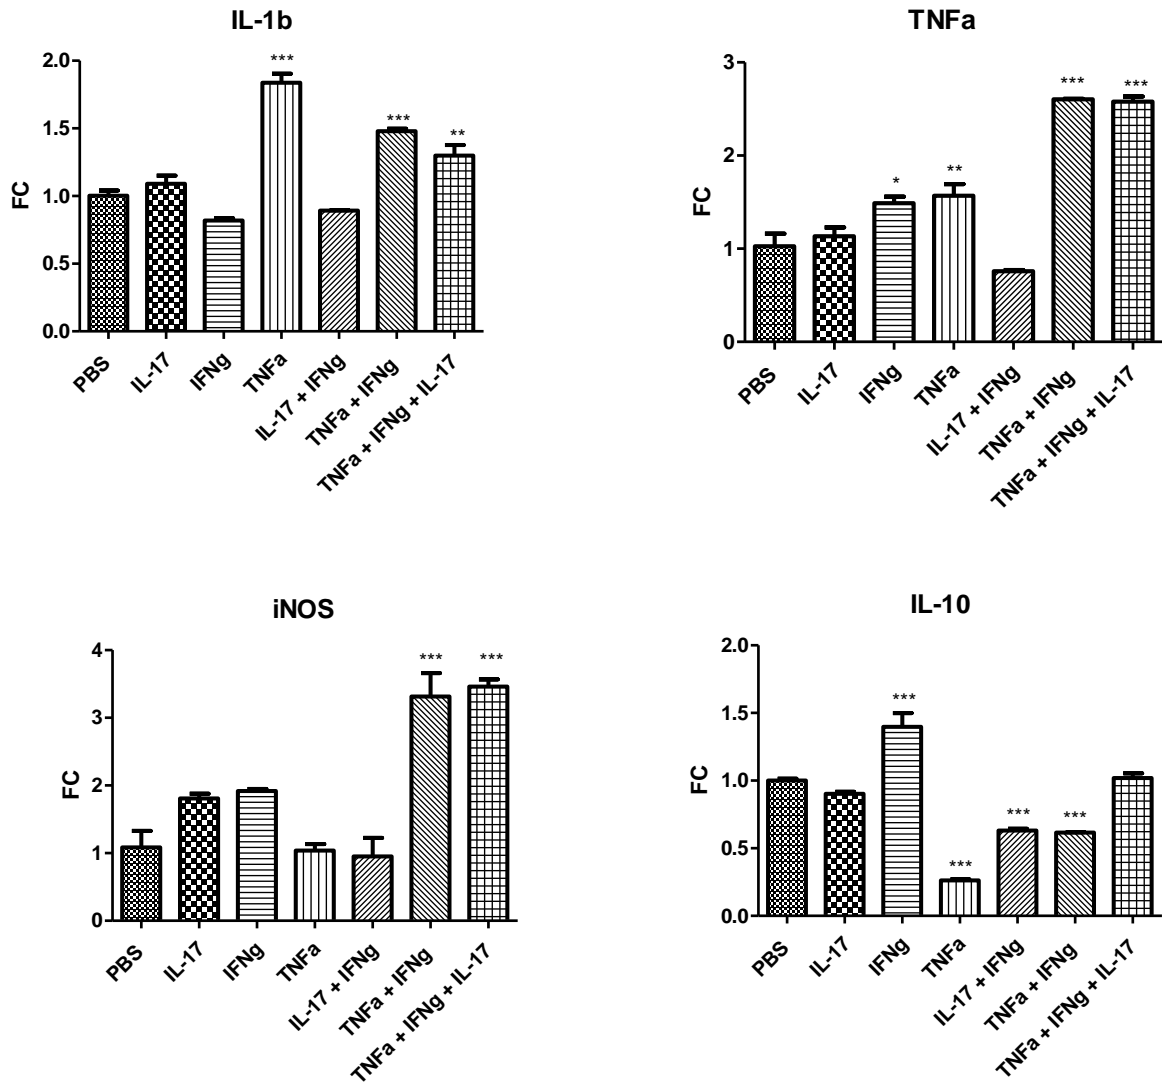 IL-1b
FC
2.0
1.5
1.0
0.5
0.0
***
***
**
PBS
IL-17
IFNg
TNFa
IL-17 + IFNg
TNFa + IFNg
TNFa + IFNg + IL-17
TNFa
FC
3
2
1
0
*
**
***
***
PBS
IL-17
IFNg
TNFa
IL-17 + IFNg
TNFa + IFNg
TNFa + IFNg + IL-17
iNOS
FC
4
3
2
1
0
***
***
PBS
IL-17
IFNg
TNFa
IL-17 + IFNg
TNFa + IFNg
TNFa + IFNg + IL-17
IL-10
FC
2.0
1.5
1.0
0.5
0.0
***
***
***
***
PBS
IL-17
IFNg
TNFa
IL-17 + IFNg
TNFa + IFNg
TNFa + IFNg + IL-17